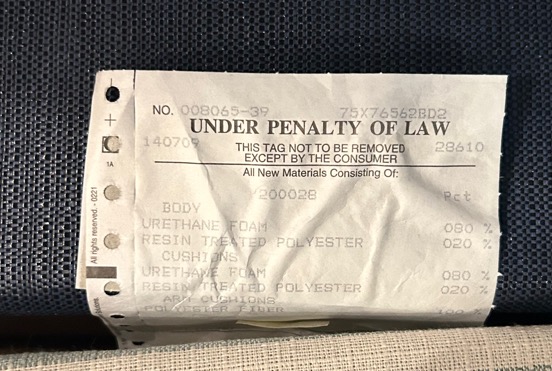 NO. 008065-39 75X76562BD2
UNDER PENALTY OF LAW
140709 THIS TAG NOT TO BE REMOVED 28610
EXCEPT BY THE CONSUMER
All New Materials Consisting Of:
200028 Pct
BODY
URETHANE FOAM 080 %
RESIN TREATED POLYESTER 020 %
CUSHIONS
URETHANE FOAM 080 %
RESIN TREATED POLYESTER 020 %
ARM CUSHIONS
POLYESTER FIBER 100 %
1A
All rights reserved. - 0221